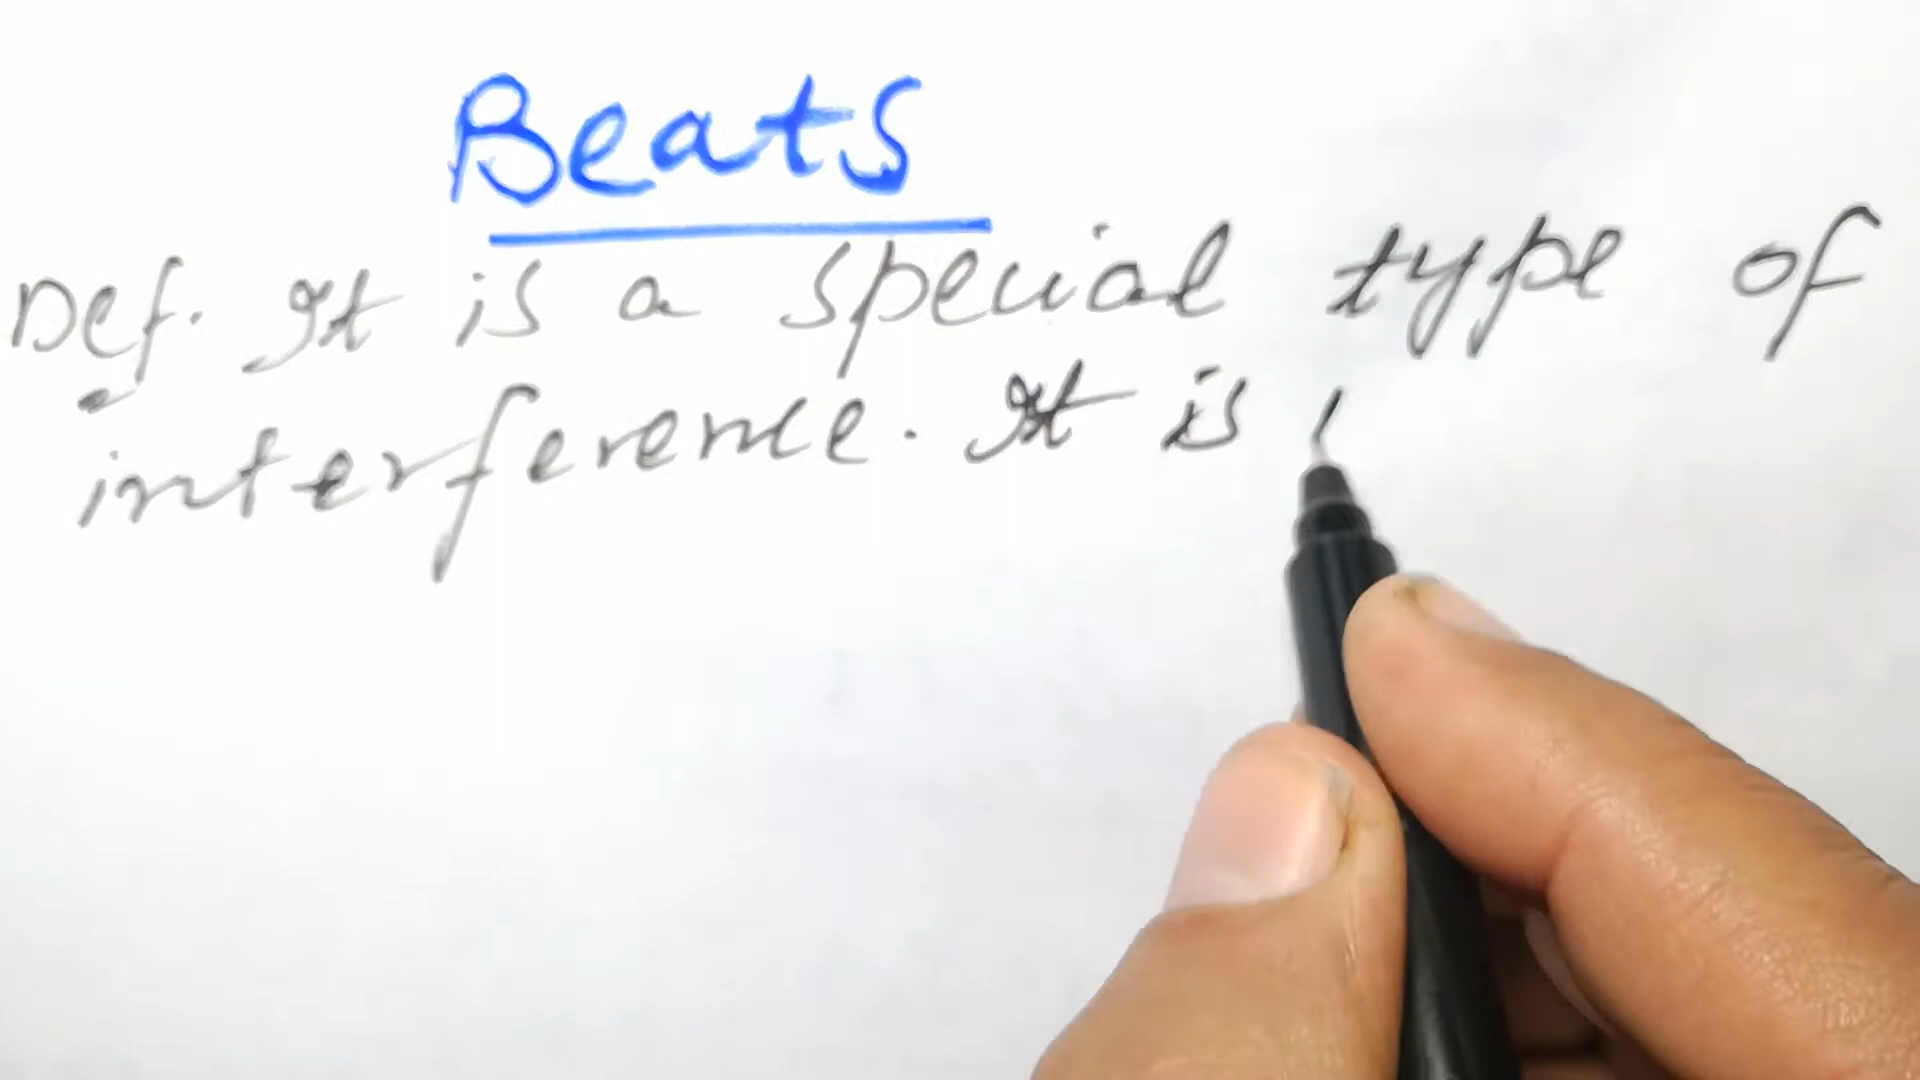 Beats
Def. It is a special type of
interference. It is